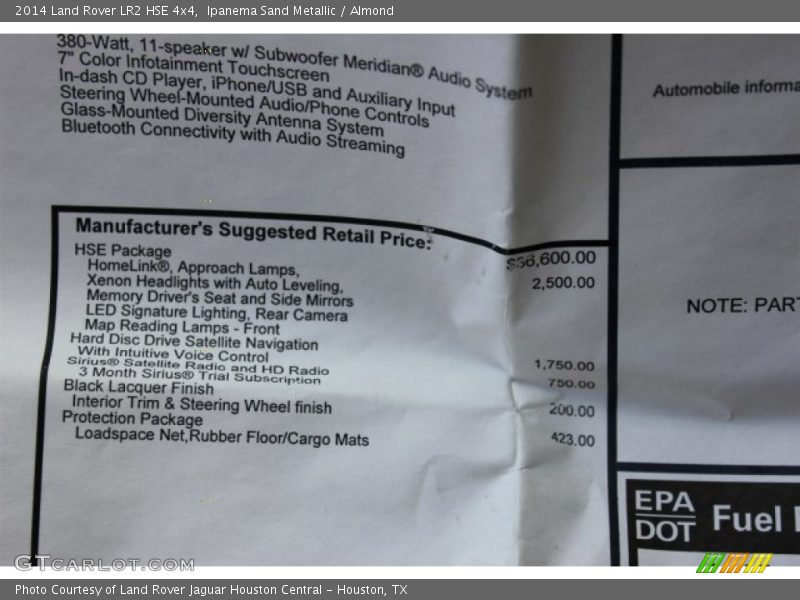 2014 Land Rover LR2 HSE 4x4,  Ipanema Sand Metallic / Almond
380-Watt, 11-speaker w/ Subwoofer Meridian® Audio System
7" Color Infotainment Touchscreen
In-dash CD Player, iPhone/USB and Auxiliary Input
Steering Wheel-Mounted Audio/Phone Controls
Glass-Mounted Diversity Antenna System
Bluetooth Connectivity with Audio Streaming
Automobile informa
Manufacturer's Suggested Retail Price: $36,600.00
HSE Package 2,500.00
HomeLink®, Approach Lamps,
Xenon Headlights with Auto Leveling,
Memory Driver's Seat and Side Mirrors
LED Signature Lighting, Rear Camera
Map Reading Lamps - Front
Hard Disc Drive Satellite Navigation 1,750.00
With Intuitive Voice Control
Sirius® Satellite Radio and HD Radio 750.00
3 Month Sirius® Trial Subscription
Black Lacquer Finish 200.00
Interior Trim & Steering Wheel finish
Protection Package 423.00
Loadspace Net,Rubber Floor/Cargo Mats
NOTE: PART
EPA
DOT
Fuel
GTCARLOT.COM
Photo Courtesy of Land Rover Jaguar Houston Central – Houston, TX